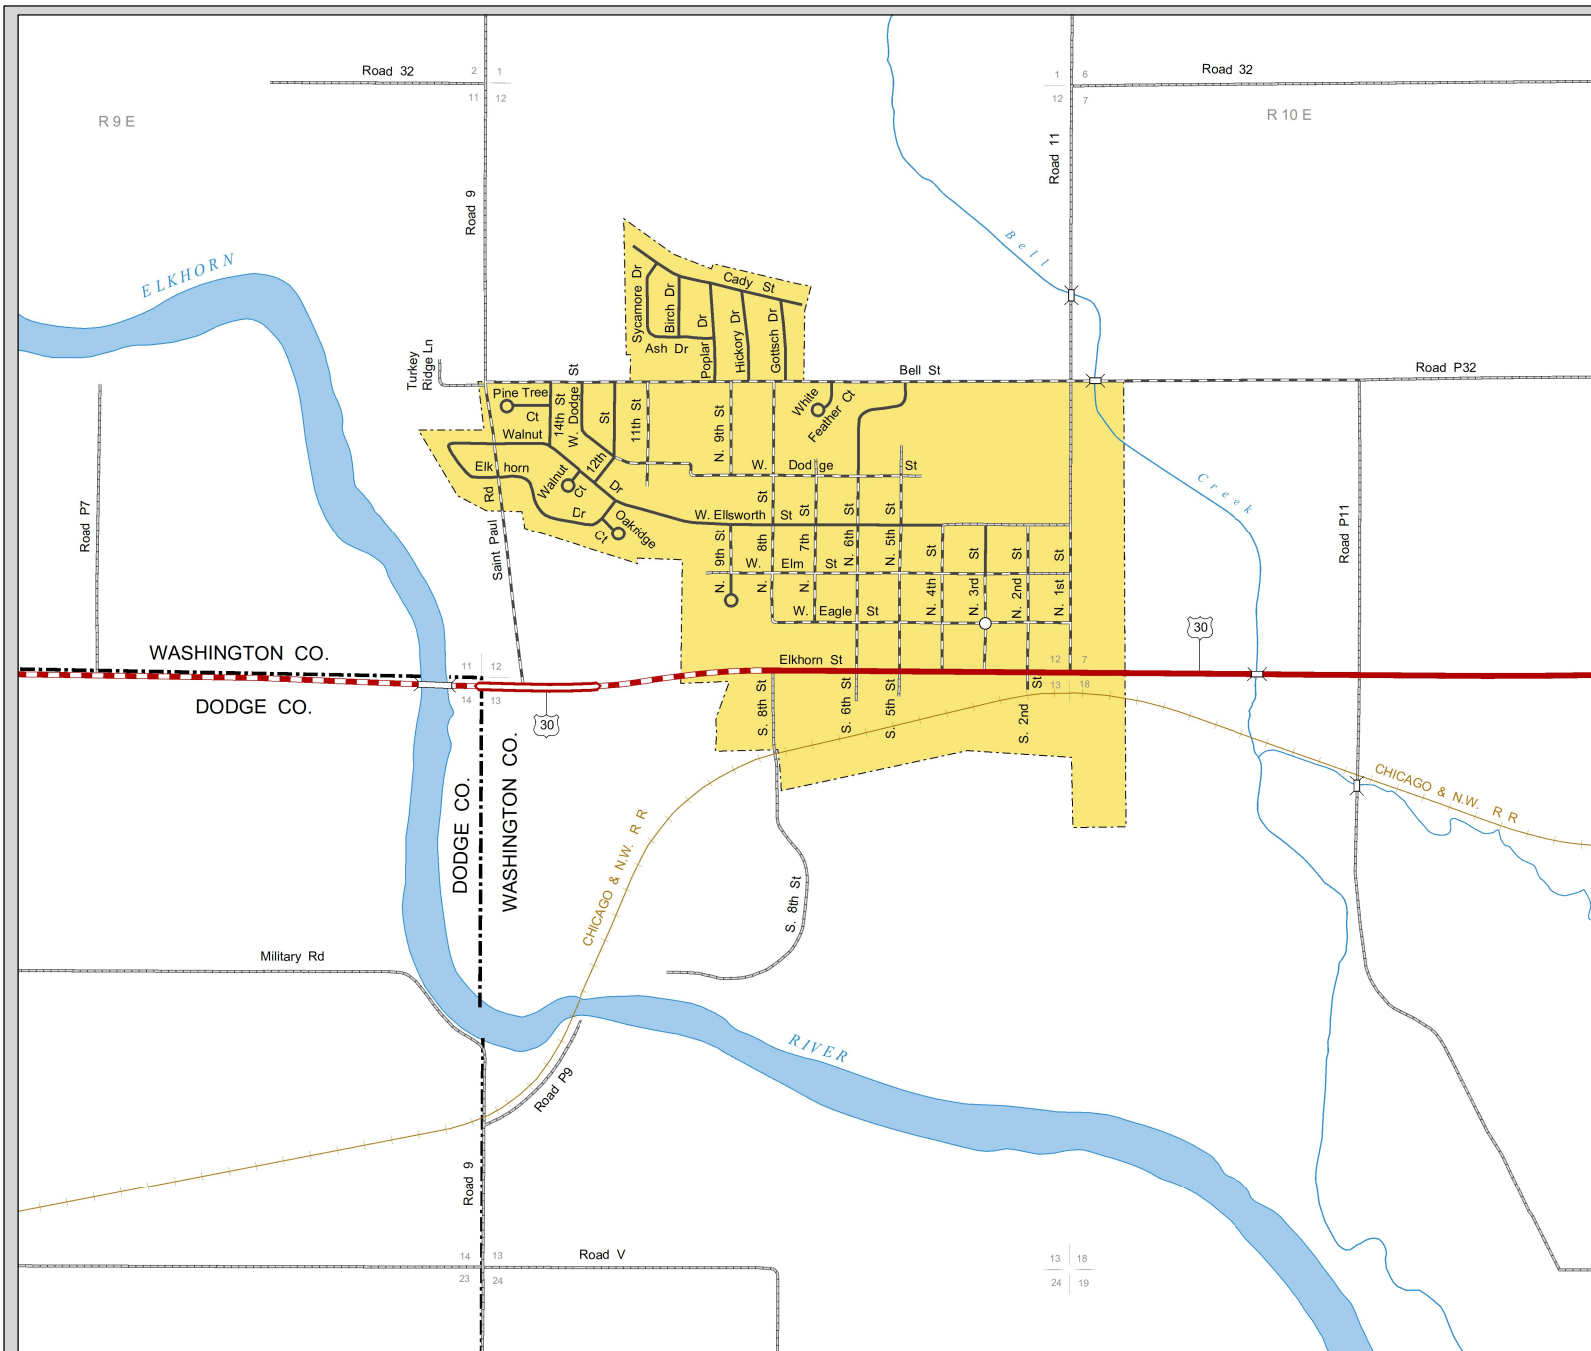 Road 32
2 1
11 12
R 9 E
Road 9
1 6
12 7
Road 32
R 10 E
Road 11
Bell
ELKHORN
Cady St
Sycamore Dr
Birch Dr
Poplar Dr
Hickory Dr
Gottsch Dr
Ash Dr
Turkey
Ridge Ln
St
Bell St
Road P32
Pine Tree
Ct
14th St
W. Dodge
St
11th St
N. 9th St
White
Feather Ct
Walnut
Elk horn
Walnut
Ct
12th
Dr
W. Dodge St
Creek
Rd
Saint Paul
Dr
Oakridge
Ct
W. Ellsworth St
N. 9th St
N. 8th St
N. 7th St
N. 6th St
N. 5th St
N. 4th St
N. 3rd St
N. 2nd St
N. 1st St
W. Elm St
W. Eagle St
Road P7
Road P11
30
WASHINGTON CO.
DODGE CO.
11 12
14 13
Elkhorn St
12 7
13 18
30
S. 8th St
S. 6th St
S. 5th St
S. 2nd St
DODGE CO.
WASHINGTON CO.
CHICAGO & N.W. R R
CHICAGO & N.W. R R
S. 8th St
Military Rd
RIVER
Road P9
Road 9
14 13
23 24
Road V
13 18
24 19